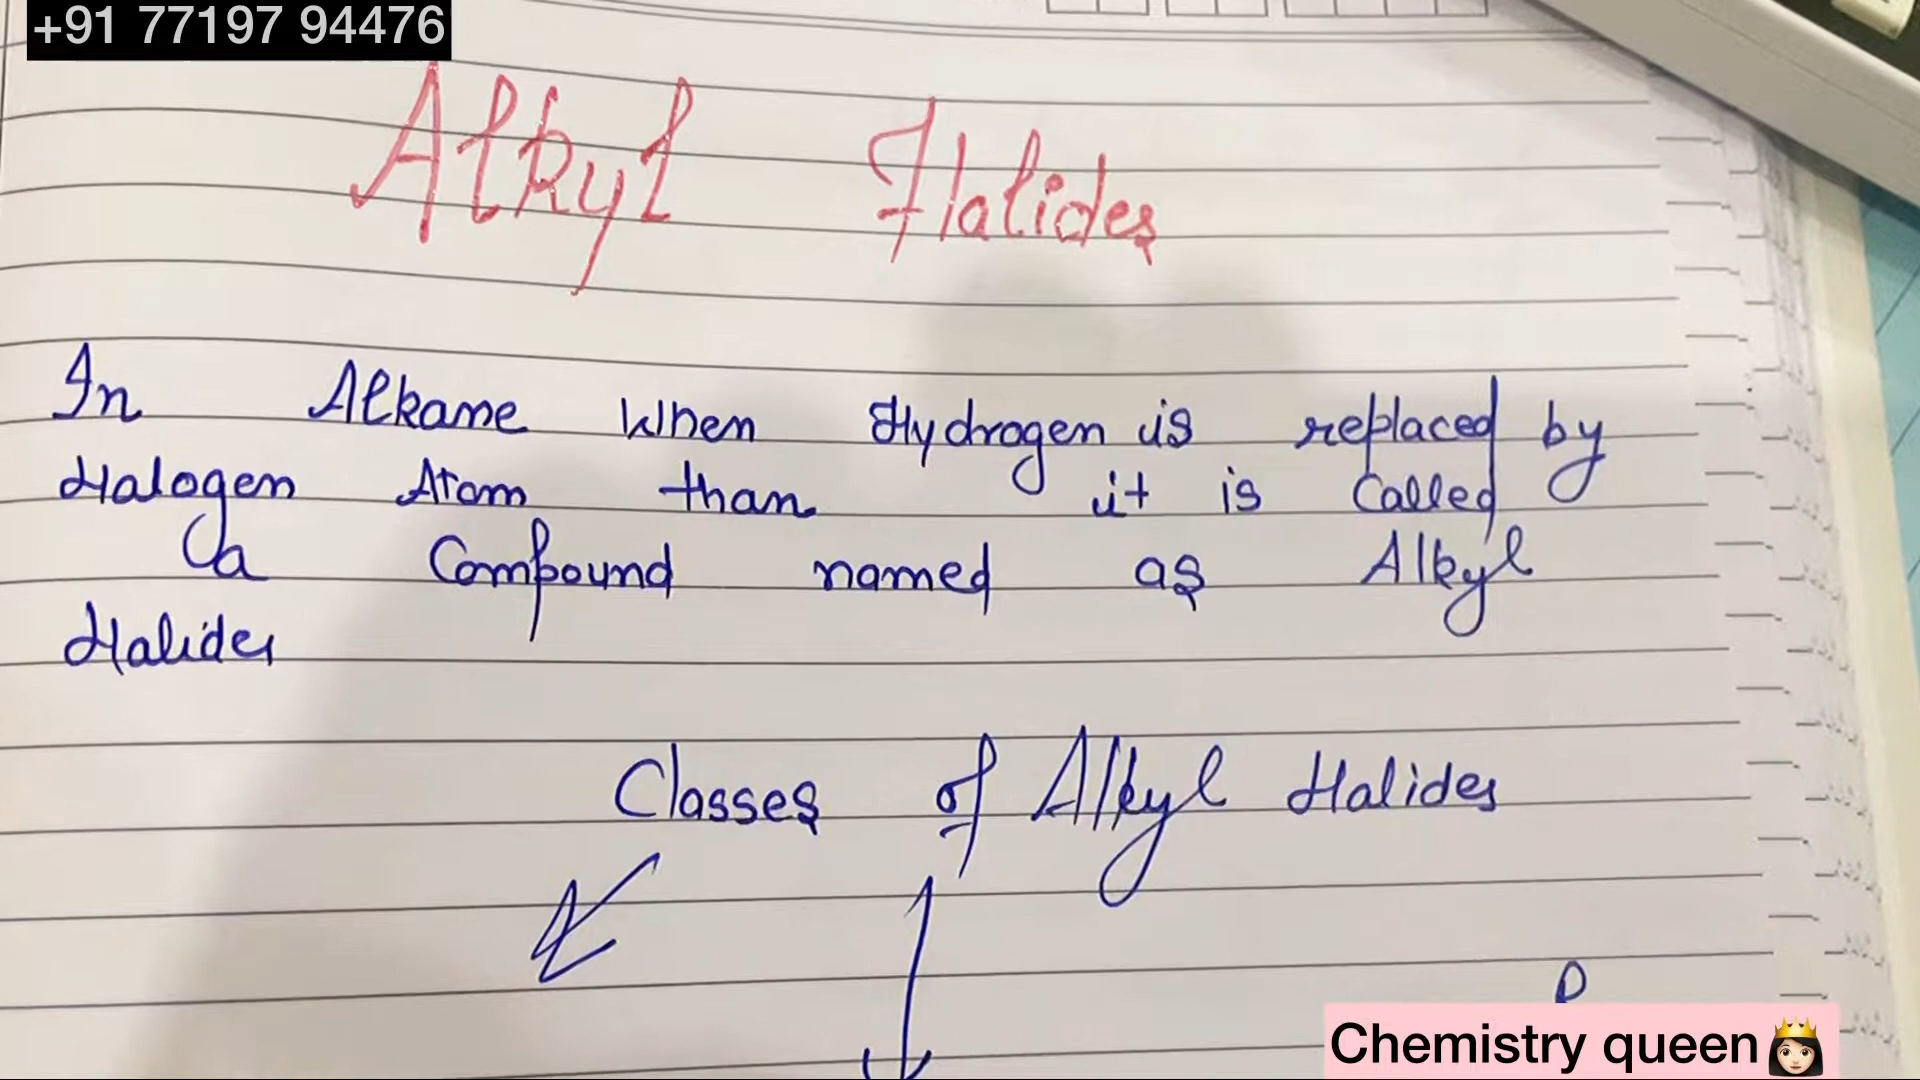 +91 77197 94476
Alkyl Halides
In Alkane when Hydrogen is replaced by
Halogen Atom than it is Called
a Compound named as Alkyl
Halides
Classes of Alkyl Halides
Chemistry queen👸🏻